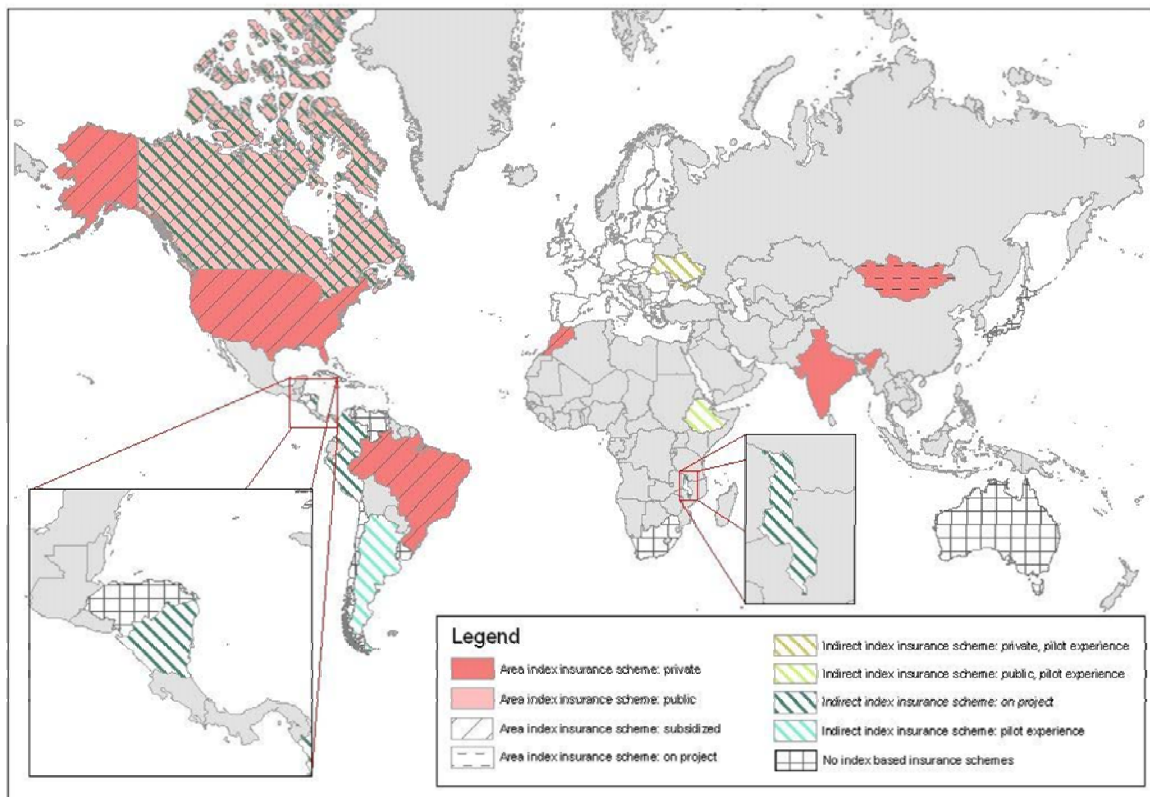 Legend
Area index insurance scheme: private
Area index insurance scheme: public
Area index insurance scheme: subsidized
Area index insurance scheme: on project
Indirect index insurance scheme: private, pilot experience
Indirect index insurance scheme: public, pilot experience
Indirect index insurance scheme: on project
Indirect index insurance scheme: pilot experience
No index based insurance schemes